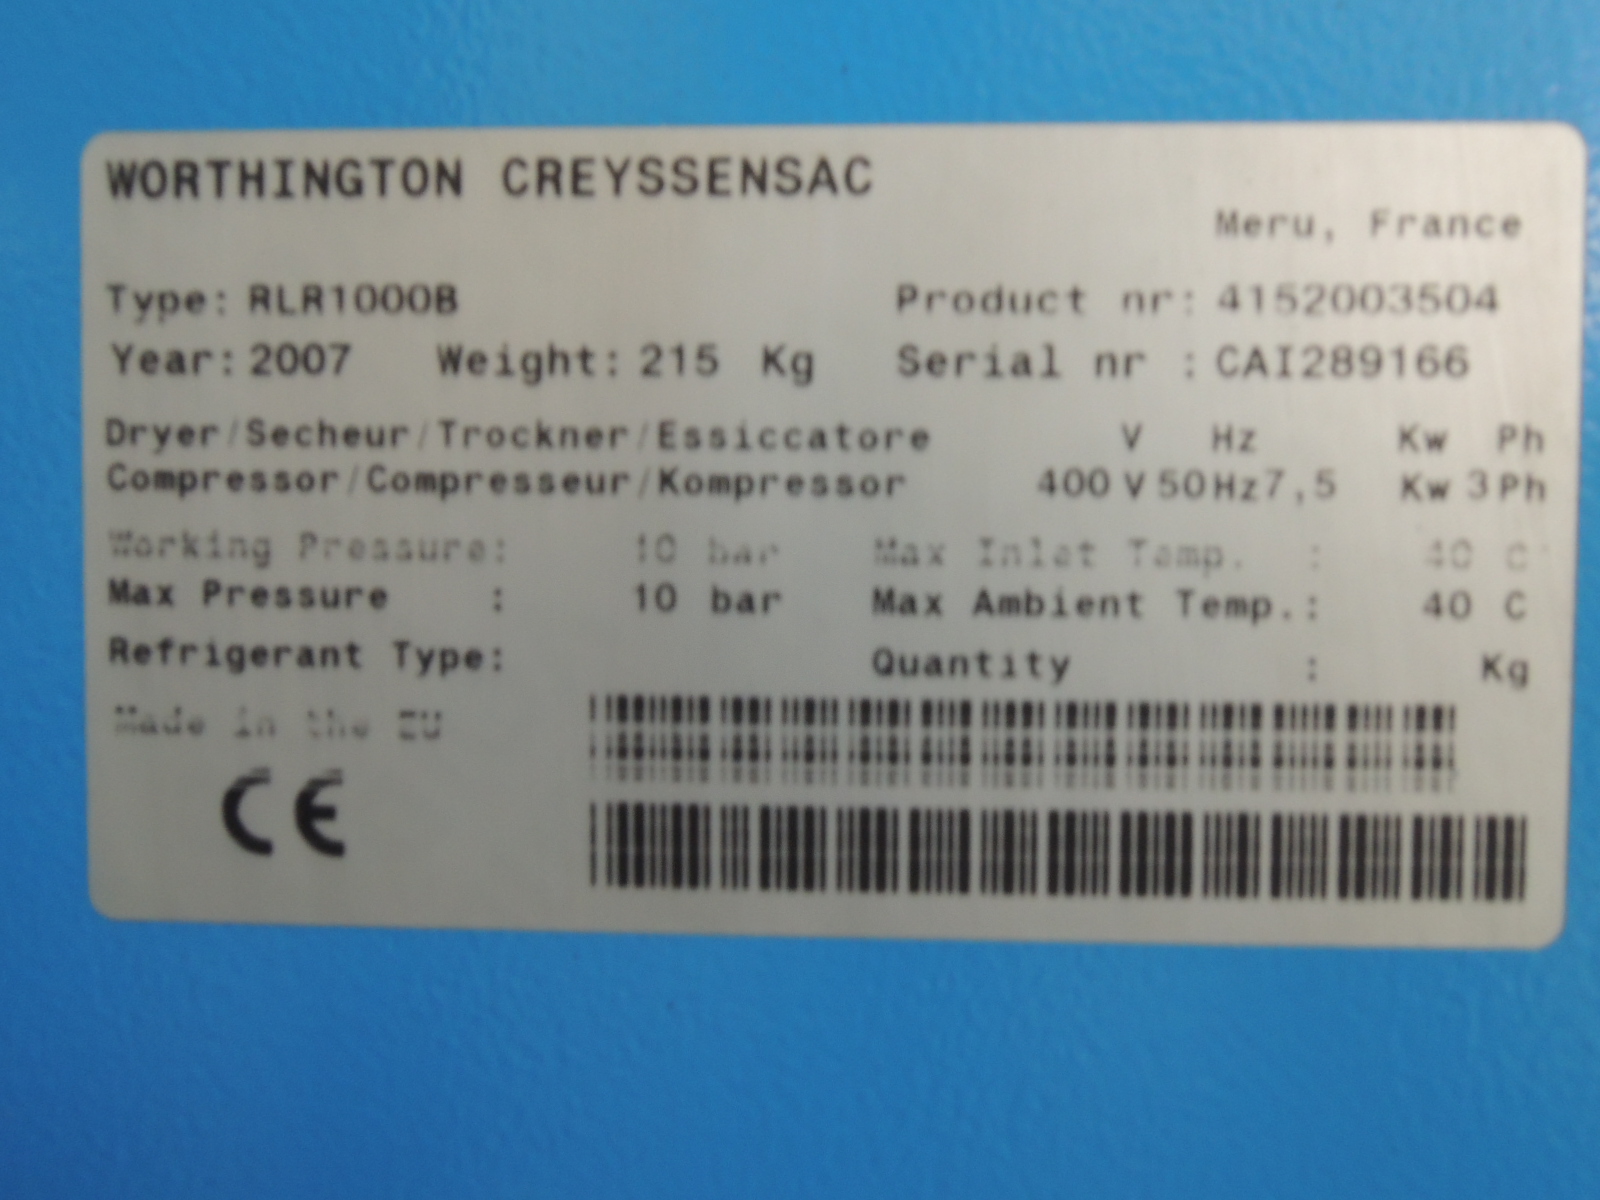 WORTHINGTON CREYSSENSAC
Meru, France
Type: RLR1000B Product nr: 4152003504
Year: 2007 Weight: 215 Kg Serial nr : CAI289166
Dryer/Secheur/Trockner/Essiccatore V Hz Kw Ph
Compressor/Compresseur/Kompressor 400 V 50 Hz 7,5 Kw 3 Ph
Working Pressure: 10 bar Max Inlet Temp. : 40 C
Max Pressure : 10 bar Max Ambient Temp.: 40 C
Refrigerant Type: Quantity : Kg
Made in the EU
CE